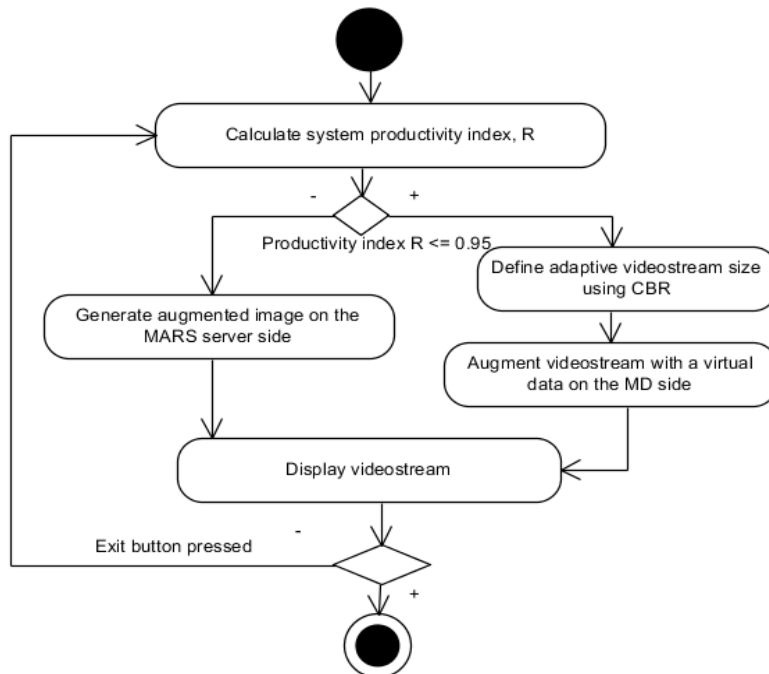 Calculate system productivity index, R
-
+
Productivity index R <= 0.95
Define adaptive videostream size
using CBR
Generate augmented image on the
MARS server side
Augment videostream with a virtual
data on the MD side
Display videostream
-
Exit button pressed
+